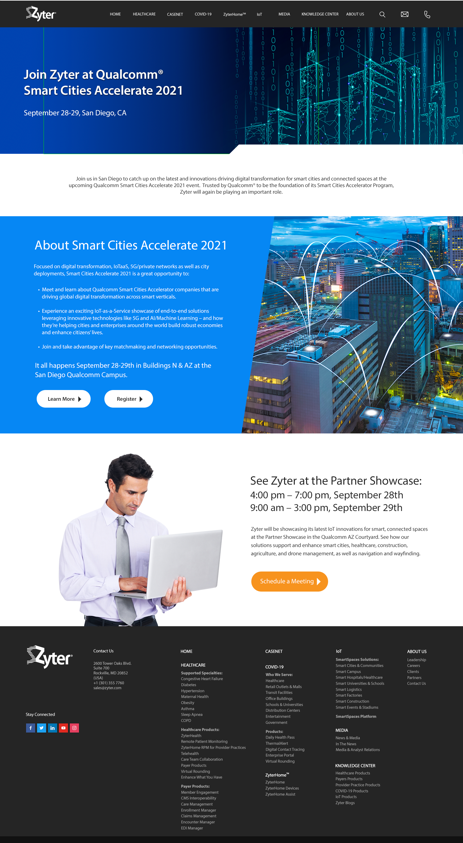 Zyter
HOME HEALTHCARE CASENET COVID-19 ZyterHome™ IoT MEDIA KNOWLEDGE CENTER ABOUT US
Join Zyter at Qualcomm®
Smart Cities Accelerate 2021
September 28-29, San Diego, CA
Join us in San Diego to catch up on the latest and innovations driving digital transformation for smart cities and connected spaces at the
upcoming Qualcomm Smart Cities Accelerate 2021 event. Trusted by Qualcomm® to be the foundation of its Smart Cities Accelerator Program,
Zyter will again be playing an important role.
About Smart Cities Accelerate 2021
Focused on digital transformation, IoTaaS, 5G/private networks as well as city
deployments, Smart Cities Accelerate 2021 is a great opportunity to:
• Meet and learn about Qualcomm Smart Cities Accelerator companies that are
driving global digital transformation across smart verticals.
• Experience an exciting IoT-as-a-Service showcase of end-to-end solutions
leveraging innovative technologies like 5G and AI/Machine Learning – and how
they're helping cities and enterprises around the world build robust economies
and enhance citizens' lives.
• Join and take advantage of key matchmaking and networking opportunities.
It all happens September 28-29th in Buildings N & AZ at the
San Diego Qualcomm Campus.
Learn More
Register
See Zyter at the Partner Showcase:
4:00 pm – 7:00 pm, September 28th
9:00 am – 3:00 pm, September 29th
Zyter will be showcasing its latest IoT innovations for smart, connected spaces
at the Partner Showcase in the Qualcomm AZ Courtyard. See how our
solutions support and enhance smart cities, healthcare, construction,
agriculture, and drone management, as well as navigation and wayfinding.
Schedule a Meeting
Zyter
Stay Connected
Contact Us
2600 Tower Oaks Blvd.
Suite 700
Rockville, MD 20852
(USA)
+1 (301) 355 7760
sales@zyter.com
HOME
HEALTHCARE
Supported Specialties:
Congestive Heart Failure
Diabetes
Hypertension
Maternal Health
Obesity
Asthma
Sleep Apnea
COPD
Healthcare Products:
ZyterHealth
Remote Patient Monitoring
ZyterHome RPM for Provider Practices
Telehealth
Care Team Collaboration
Payer Products
Virtual Rounding
Enhance What You Have
Payer Products:
Member Engagement
CMS Interoperability
Care Management
Enrollment Manager
Claims Management
Encounter Manager
EDI Manager
CASENET
COVID-19
Who We Serve:
Healthcare
Retail Outlets & Malls
Transit Facilities
Office Buildings
Schools & Universities
Distribution Centers
Entertainment
Government
Products:
Daily Health Pass
ThermalAlert
Digital Contact Tracing
Enterprise Portal
Virtual Rounding
ZyterHome™
ZyterHome
ZyterHome Devices
ZyterHome Assist
IoT
SmartSpaces Solutions:
Smart Cities & Communities
Smart Campus
Smart Hospitals/Healthcare
Smart Universities & Schools
Smart Logistics
Smart Factories
Smart Construction
Smart Events & Stadiums
SmartSpaces Platform
MEDIA
News & Media
In The News
Media & Analyst Relations
KNOWLEDGE CENTER
Healthcare Products
Payers Products
Provider Practice Products
COVID-19 Products
IoT Products
Zyter Blogs
ABOUT US
Leadership
Careers
Clients
Partners
Contact Us